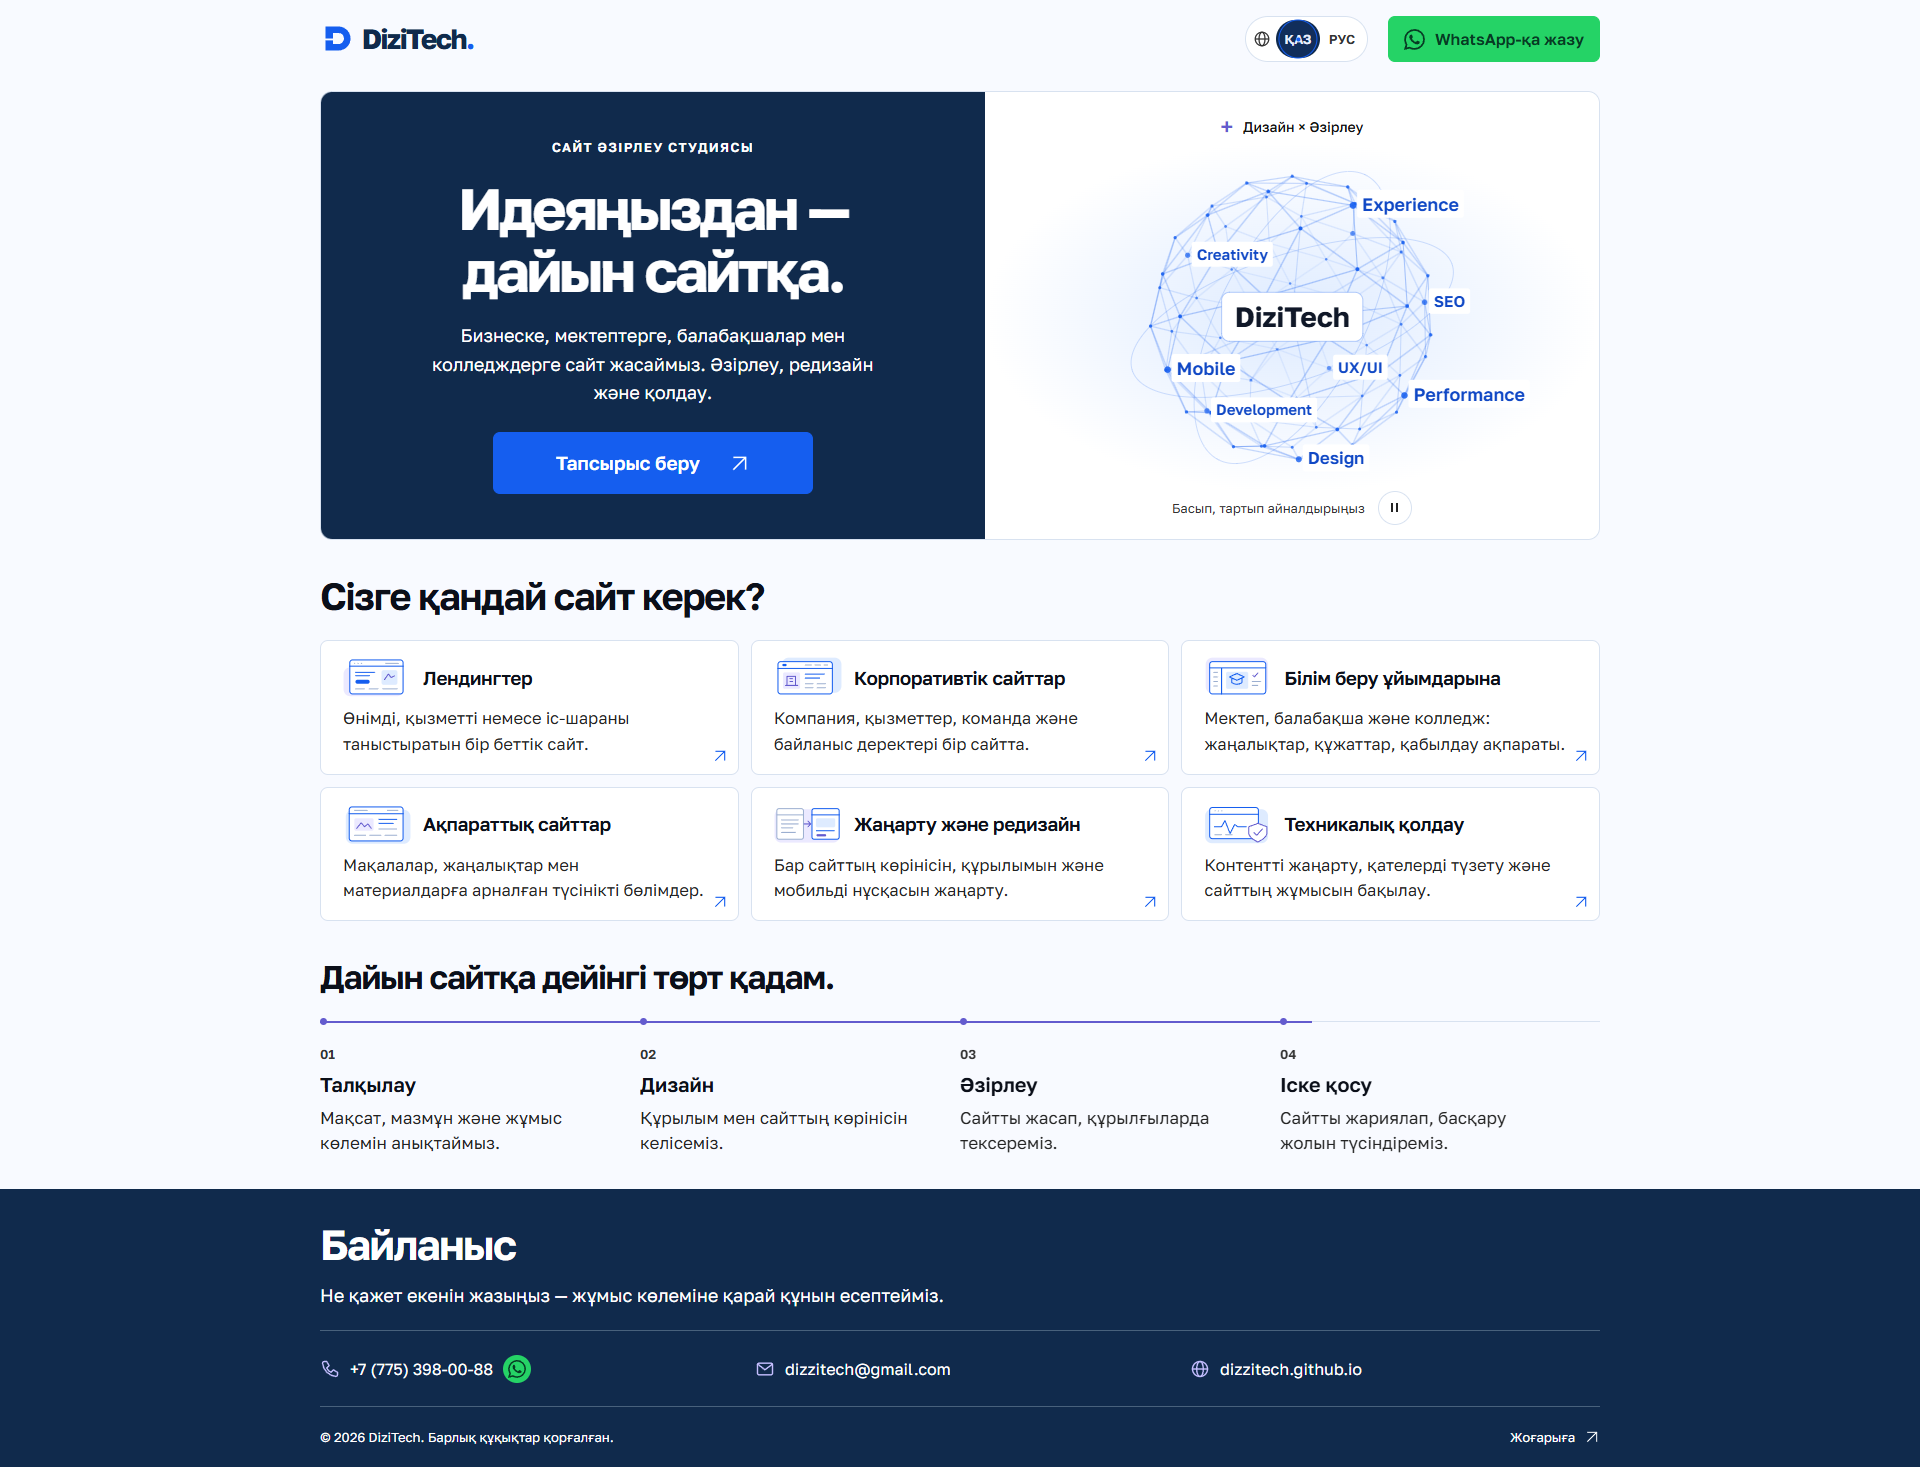 DiziTech.
ҚАЗ
РУС
WhatsApp-қа жазу
САЙТ ӘЗІРЛЕУ СТУДИЯСЫ
Идеяңыздан —
дайын сайтқа.
Бизнеске, мектептерге, балабақшалар мен
колледждерге сайт жасаймыз. Әзірлеу, редизайн
және қолдау.
Тапсырыс беру
Дизайн × Әзірлеу
Experience
Creativity
SEO
DiziTech
Mobile
UX/UI
Performance
Development
Design
Басып, тартып айналдырыңыз
Сізге қандай сайт керек?
Лендингтер
Өнімді, қызметті немесе іс-шараны
таныстыратын бір беттік сайт.
Корпоративтік сайттар
Компания, қызметтер, команда және
байланыс деректері бір сайтта.
Білім беру ұйымдарына
Мектеп, балабақша және колледж:
жаңалықтар, құжаттар, қабылдау ақпараты.
Ақпараттық сайттар
Мақалалар, жаңалықтар мен
материалдарға арналған түсінікті бөлімдер.
Жаңарту және редизайн
Бар сайттың көрінісін, құрылымын және
мобильді нұсқасын жаңарту.
Техникалық қолдау
Контентті жаңарту, қателерді түзету және
сайттың жұмысын бақылау.
Дайын сайтқа дейінгі төрт қадам.
01
Талқылау
Мақсат, мазмұн және жұмыс
көлемін анықтаймыз.
02
Дизайн
Құрылым мен сайттың көрінісін
келісеміз.
03
Әзірлеу
Сайтты жасап, құрылғыларда
тексереміз.
04
Іске қосу
Сайтты жариялап, басқару
жолын түсіндіреміз.
Байланыс
Не қажет екенін жазыңыз — жұмыс көлеміне қарай құнын есептейміз.
+7 (775) 398-00-88
dizzitech@gmail.com
dizzitech.github.io
© 2026 DiziTech. Барлық құқықтар қорғалған.
Жоғарыға